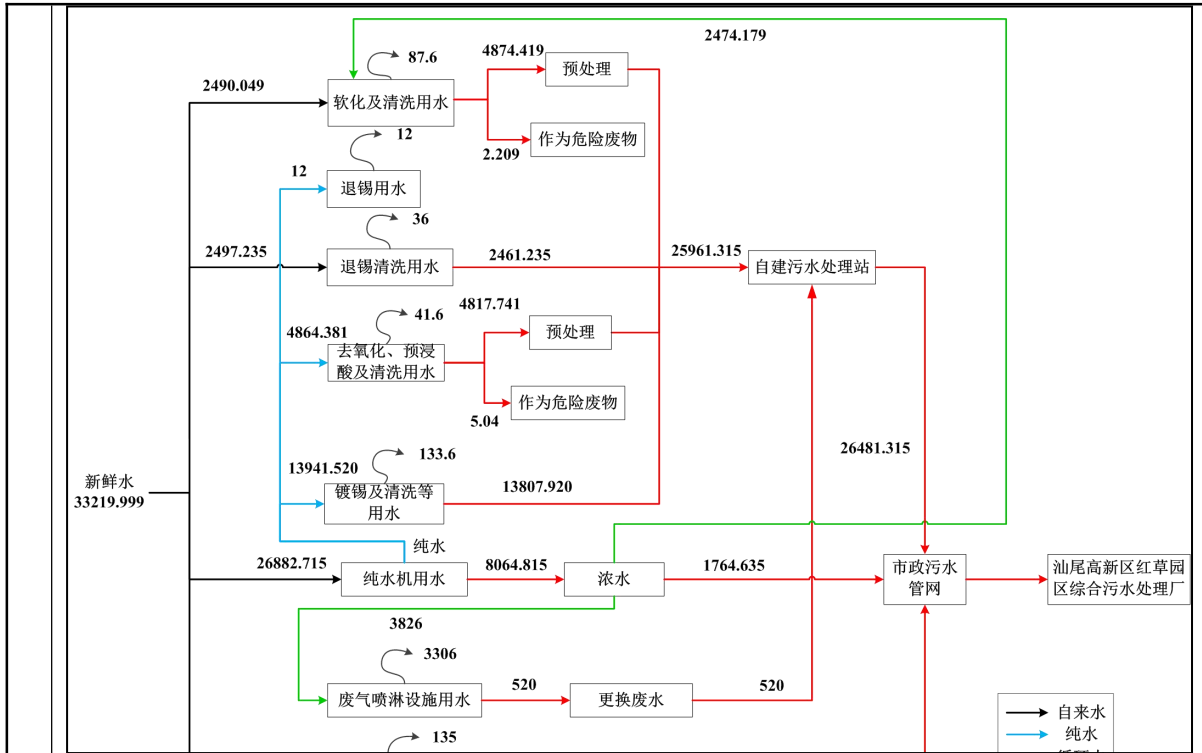 2474.179
87.6
4874.419
预处理
2490.049
软化及清洗用水
作为危险废物
2.209
12
12
退锡用水
36
2497.235
退锡清洗用水
2461.235
25961.315
自建污水处理站
41.6
4817.741
预处理
4864.381
去氧化、预浸
酸及清洗用水
作为危险废物
5.04
133.6
26481.315
13941.520
13807.920
镀锡及清洗等
用水
新鲜水
33219.999
纯水
26882.715
纯水机用水
8064.815
浓水
1764.635
市政污水
管网
汕尾高新区红草园
区综合污水处理厂
3826
3306
废气喷淋设施用水
520
更换废水
520
135
自来水
纯水